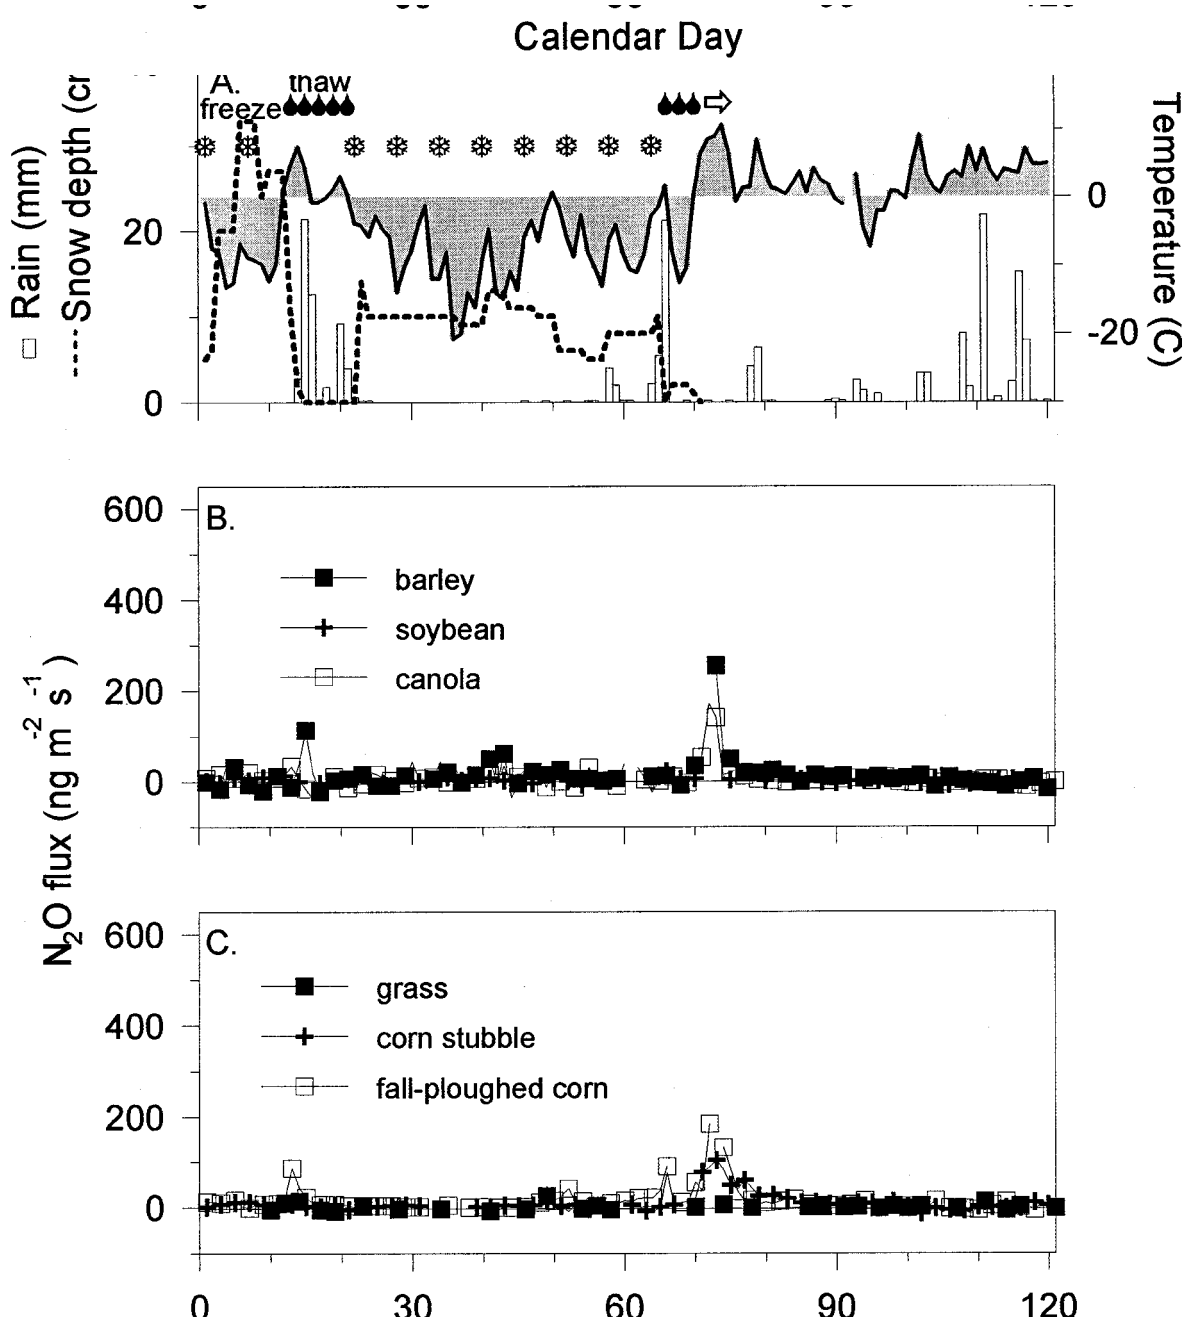 Calendar Day
A.
thaw
freeze
Rain (mm)
Snow depth
20
0
0
-20
Temperature (C)
600
400
200
0
B.
barley
soybean
canola
N₂O flux (ng m⁻² s⁻¹)
600
400
200
0
C.
grass
corn stubble
fall-ploughed corn
0
30
60
90
120